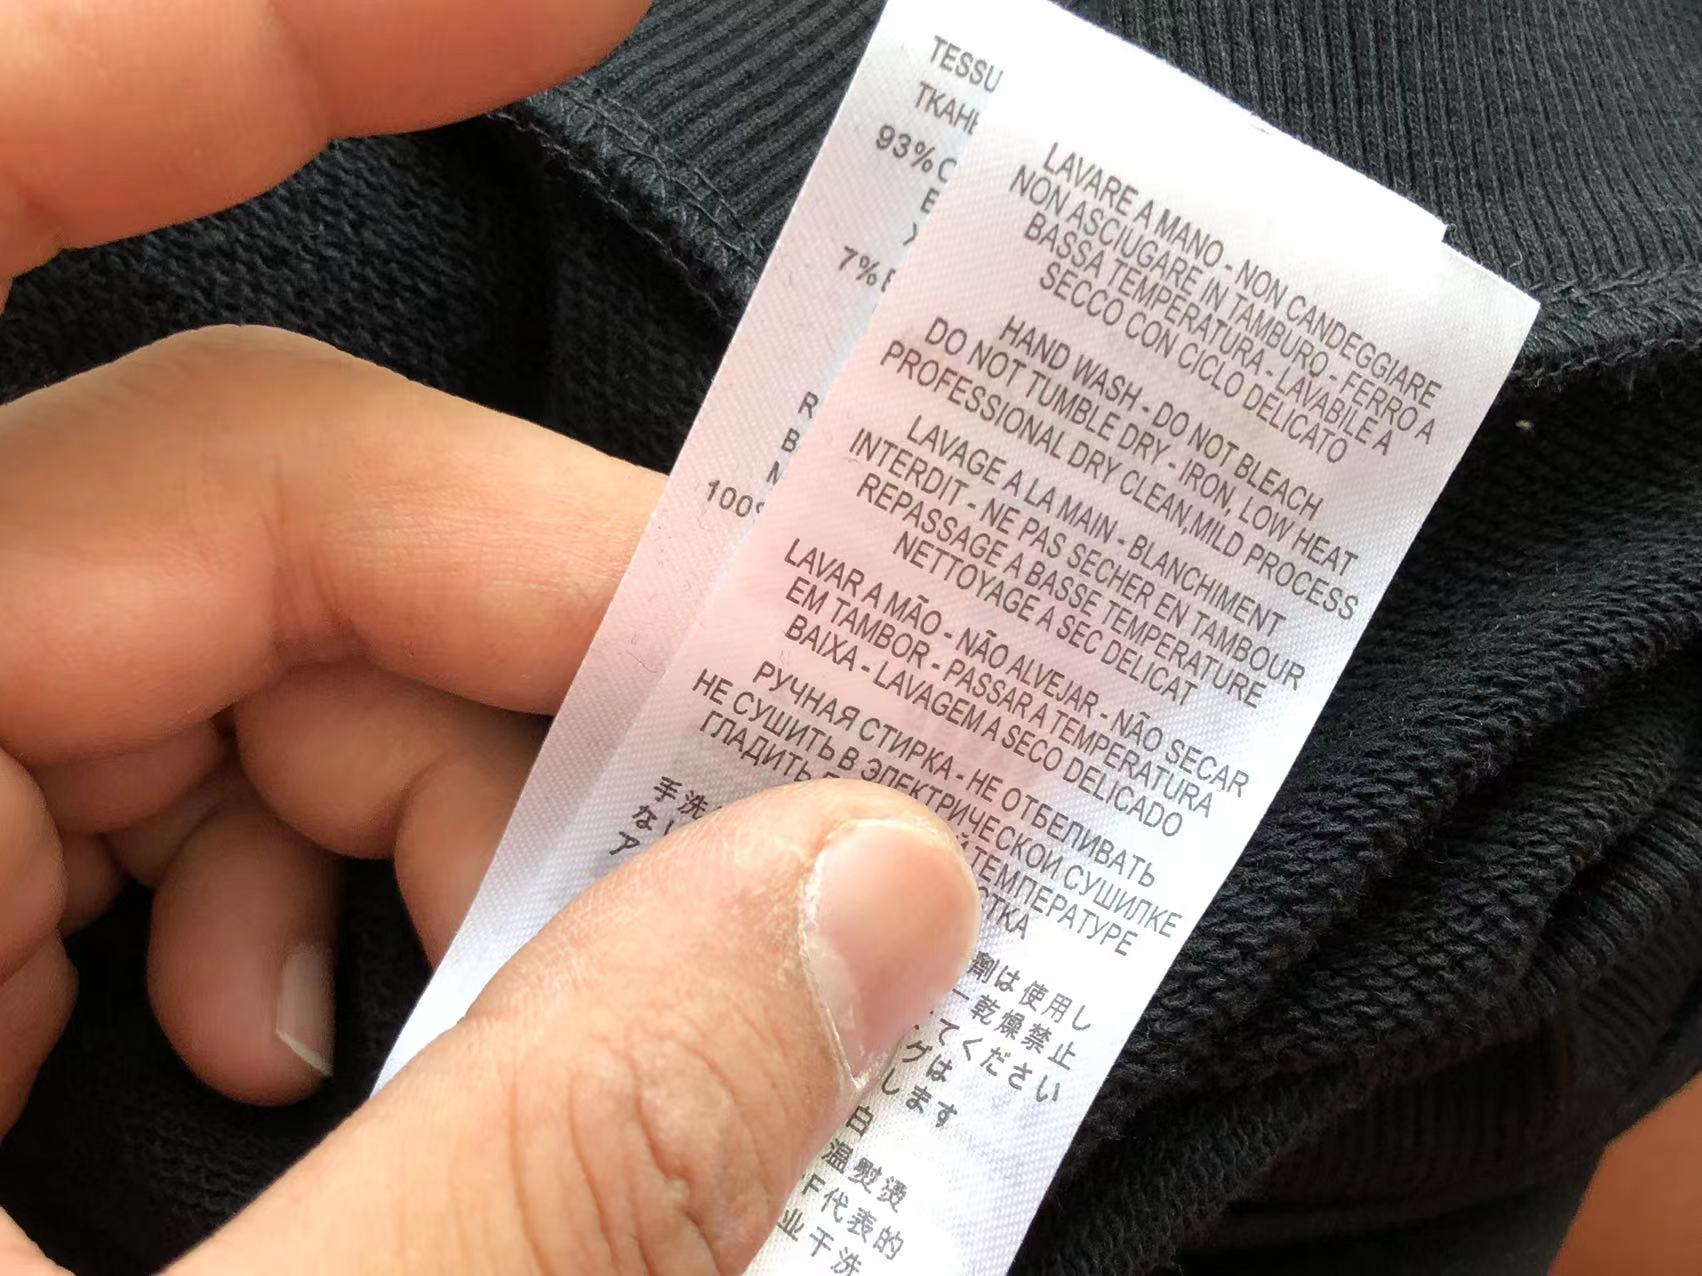 TESSU
ТКАНЬ
93%
7%
100%
LAVARE A MANO - NON CANDEGGIARE
NON ASCIUGARE IN TAMBURO - FERRO A
BASSA TEMPERATURA - LAVABILE A
SECCO CON CICLO DELICATO
HAND WASH - DO NOT BLEACH
DO NOT TUMBLE DRY - IRON, LOW HEAT
PROFESSIONAL DRY CLEAN,MILD PROCESS
LAVAGE A LA MAIN - BLANCHIMENT
INTERDIT - NE PAS SECHER EN TAMBOUR
REPASSAGE A BASSE TEMPERATURE
NETTOYAGE A SEC DELICAT
LAVAR A MÃO - NÃO ALVEJAR - NÃO SECAR
EM TAMBOR - PASSAR A TEMPERATURA
BAIXA - LAVAGEM A SECO DELICADO
РУЧНАЯ СТИРКА - НЕ ОТБЕЛИВАТЬ
НЕ СУШИТЬ В ЭЛЕКТРИЧЕСКОЙ СУШИЛКЕ
ГЛАДИТЬ ТЕМПЕРАТУРЕ
СТКА
手洗 劑は使用し
な 乾燥禁止
ア てください
グは
します
白
温熨烫
F代表的
业干洗